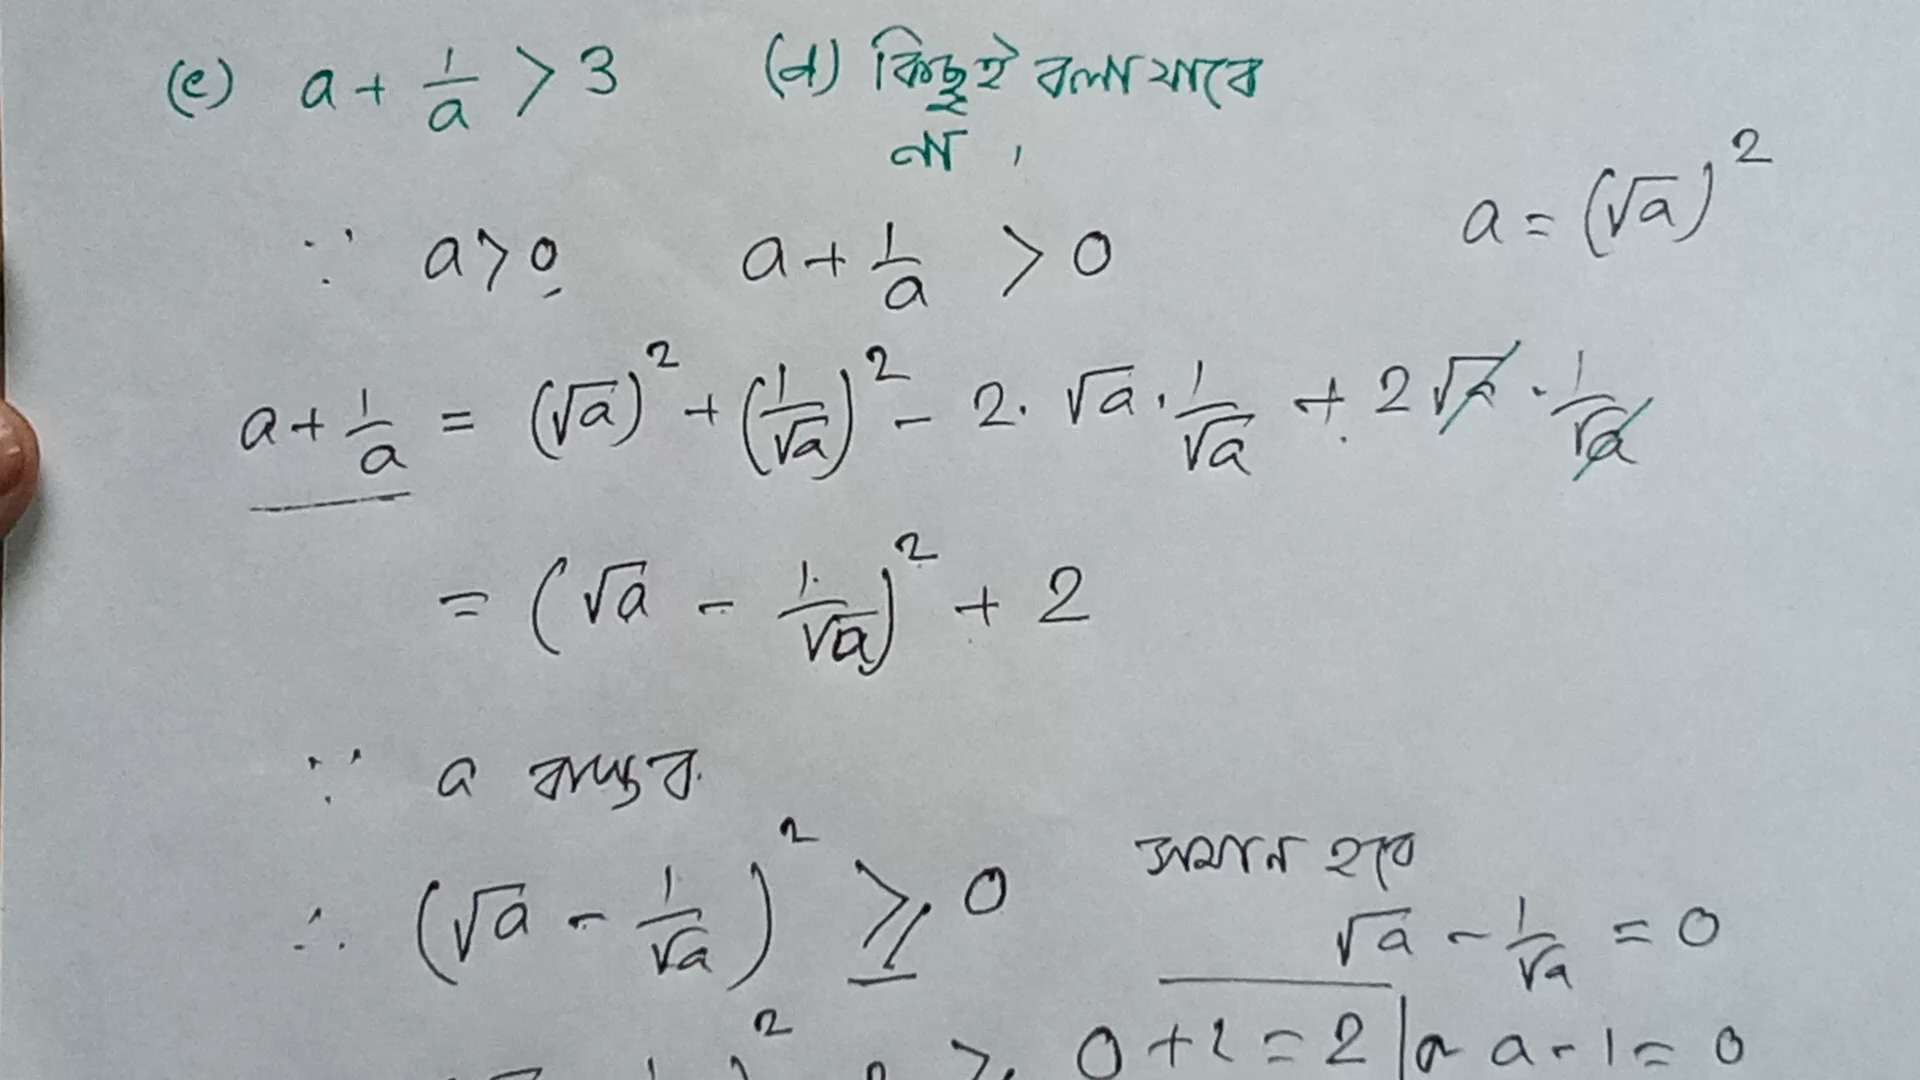 (c) a + 1/a > 3 (d) কিছুই বলা যাবে
না ,
a = (√a)²
∵ a > 0 a + 1/a > 0
a + 1/a = (√a)² + (1/√a)² - 2. √a . 1/√a + 2 √a . 1/√a
= (√a - 1/√a)² + 2
∵ a বাস্তব.
∴ (√a - 1/√a)² ≥ 0
সমান হবে
√a - 1/√a = 0
0 + 2 = 2
a - 1 = 0